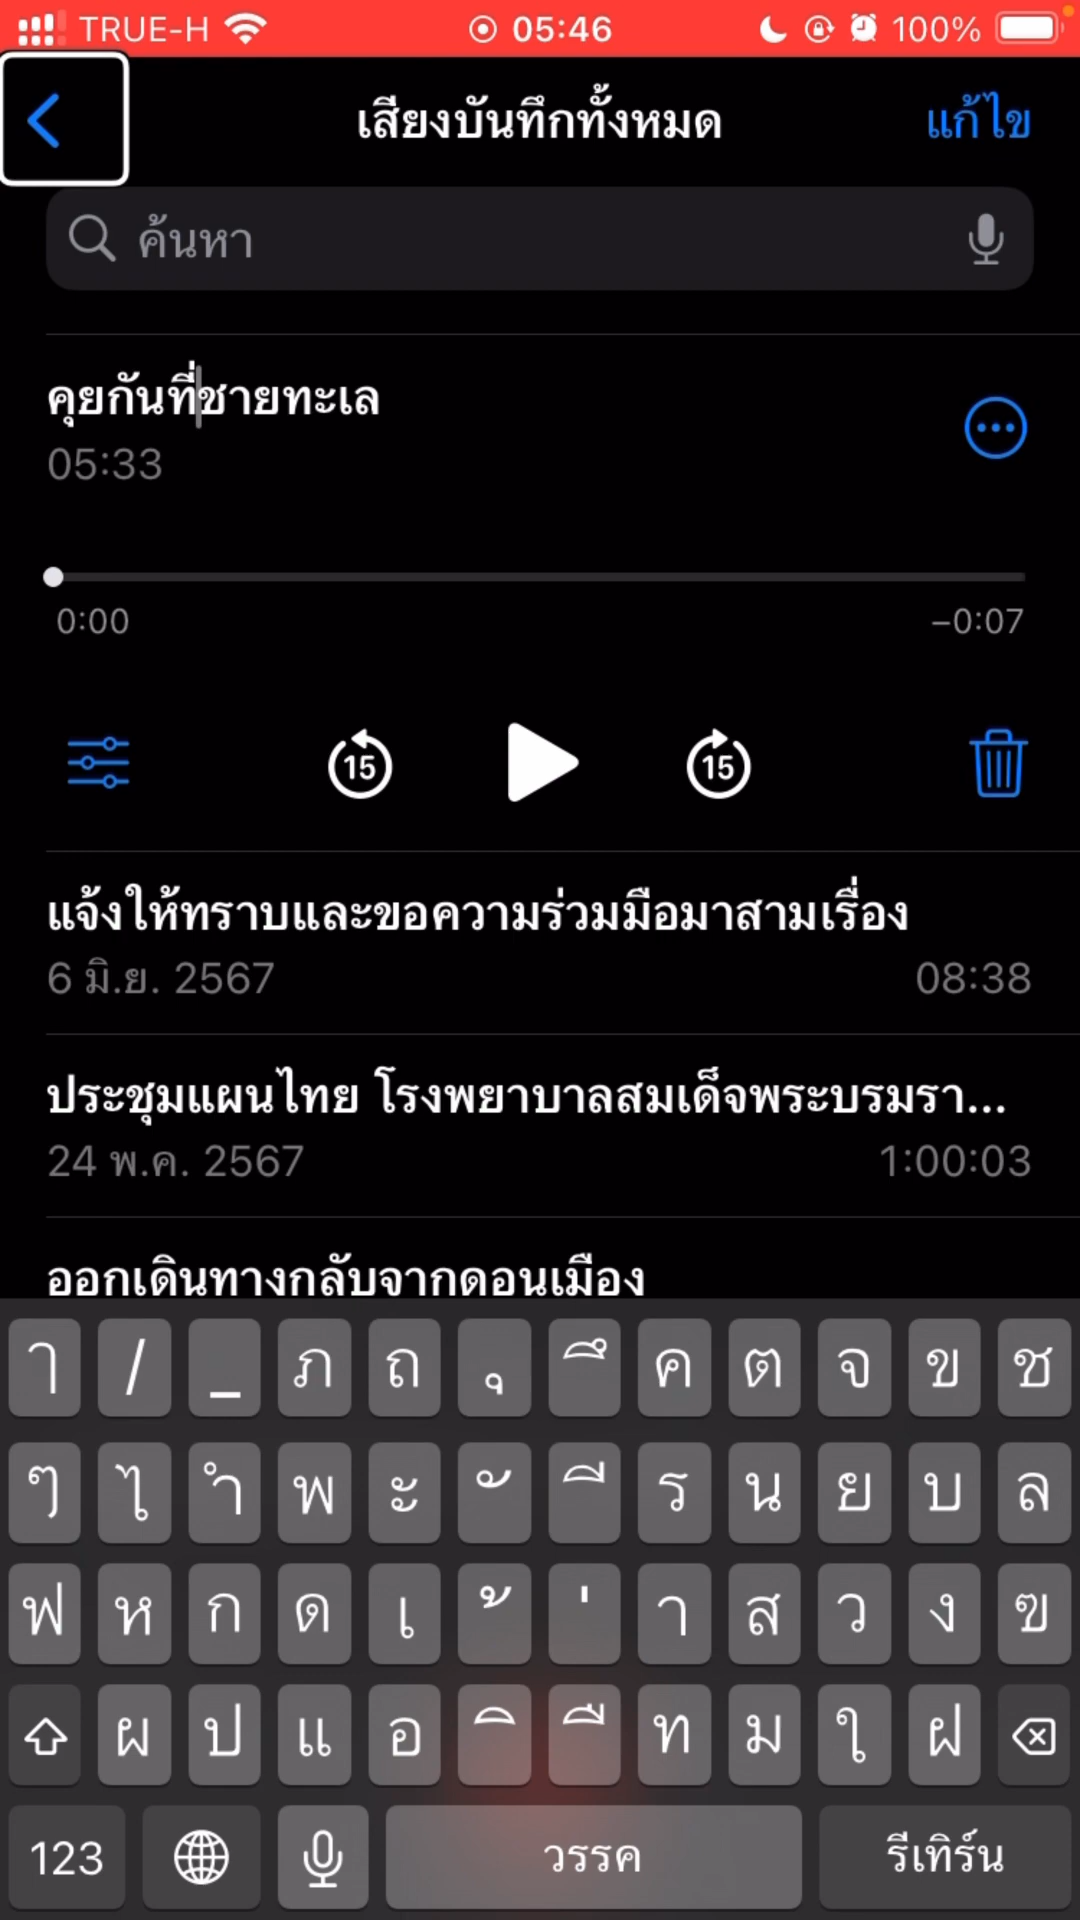 TRUE-H 05:46 100%
เสียงบันทึกทั้งหมด แก้ไข
ค้นหา
คุยกันที่ชายทะเล
05:33
0:00 −0:07
15 15
แจ้งให้ทราบและขอความร่วมมือมาสามเรื่อง
6 มิ.ย. 2567 08:38
ประชุมแผนไทย โรงพยาบาลสมเด็จพระบรมรา...
24 พ.ค. 2567 1:00:03
ออกเดินทางกลับจากดอนเมือง
ๅ / _ ภ ถ ุ ึ ค ต จ ข ช
ๆ ไ ำ พ ะ ั ี ร น ย บ ล
ฟ ห ก ด เ ้ ่ า ส ว ง ฃ
ผ ป แ อ ิ ื ท ม ใ ฝ
123 วรรค รีเทิร์น